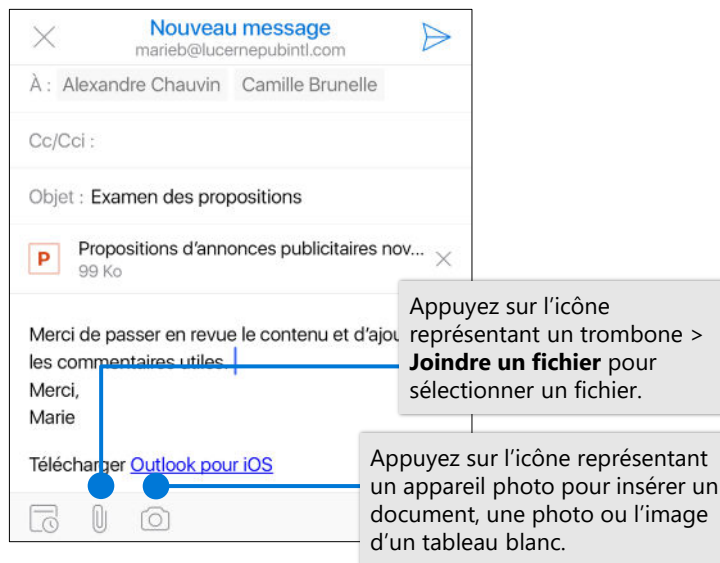 Nouveau message
marieb@lucernepubintl.com
À : Alexandre Chauvin Camille Brunelle
Cc/Cci :
Objet : Examen des propositions
P
Propositions d’annonces publicitaires nov...
99 Ko
Merci de passer en revue le contenu et d’ajou
les commentaires utiles.
Merci,
Marie
Télécharger Outlook pour iOS
Appuyez sur l’icône
représentant un trombone >
Joindre un fichier pour
sélectionner un fichier.
Appuyez sur l’icône représentant
un appareil photo pour insérer un
document, une photo ou l’image
d’un tableau blanc.